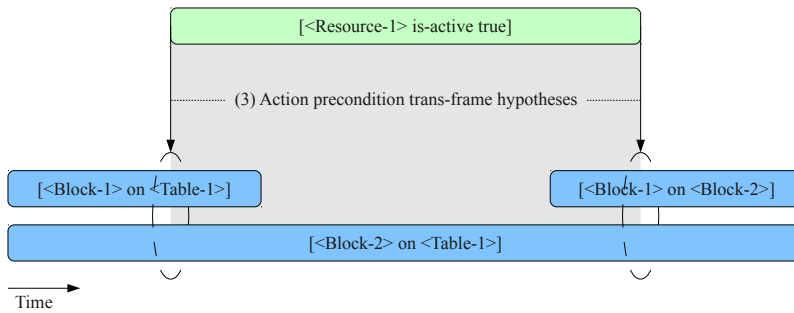 [<Resource-1> is-active true]
(3) Action precondition trans-frame hypotheses
[<Block-1> on <Table-1>]
[<Block-1> on <Block-2>]
[<Block-2> on <Table-1>]
Time